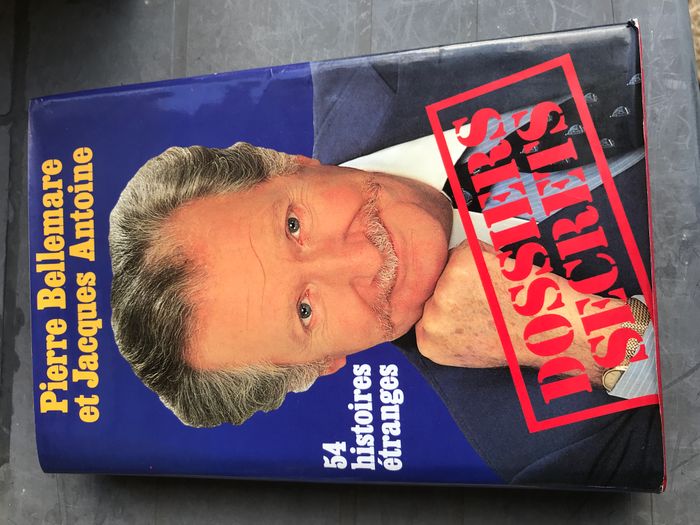 Pierre Bellemare
et Jacques Antoine
54
histoires
étranges
DOSSIERS
SECRETS